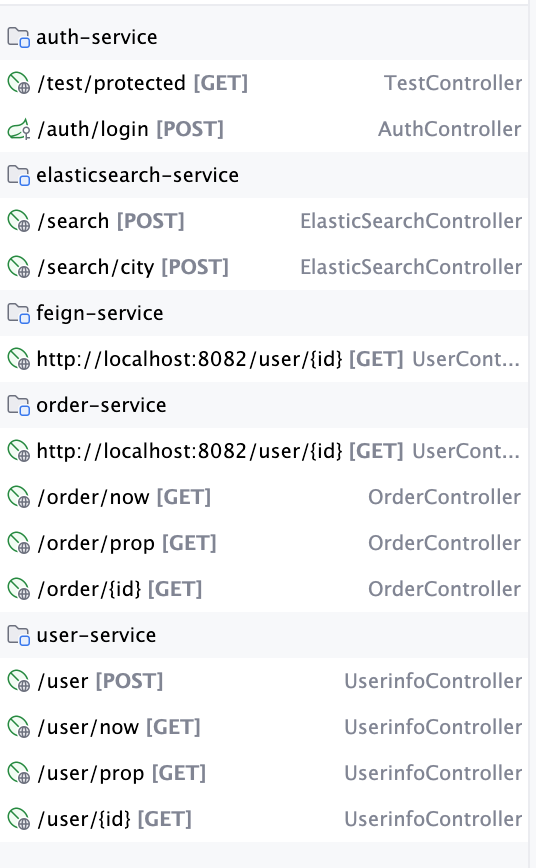 auth-service
/test/protected [GET] TestController
/auth/login [POST] AuthController
elasticsearch-service
/search [POST] ElasticSearchController
/search/city [POST] ElasticSearchController
feign-service
http://localhost:8082/user/{id} [GET] UserCont...
order-service
http://localhost:8082/user/{id} [GET] UserCont...
/order/now [GET] OrderController
/order/prop [GET] OrderController
/order/{id} [GET] OrderController
user-service
/user [POST] UserinfoController
/user/now [GET] UserinfoController
/user/prop [GET] UserinfoController
/user/{id} [GET] UserinfoController